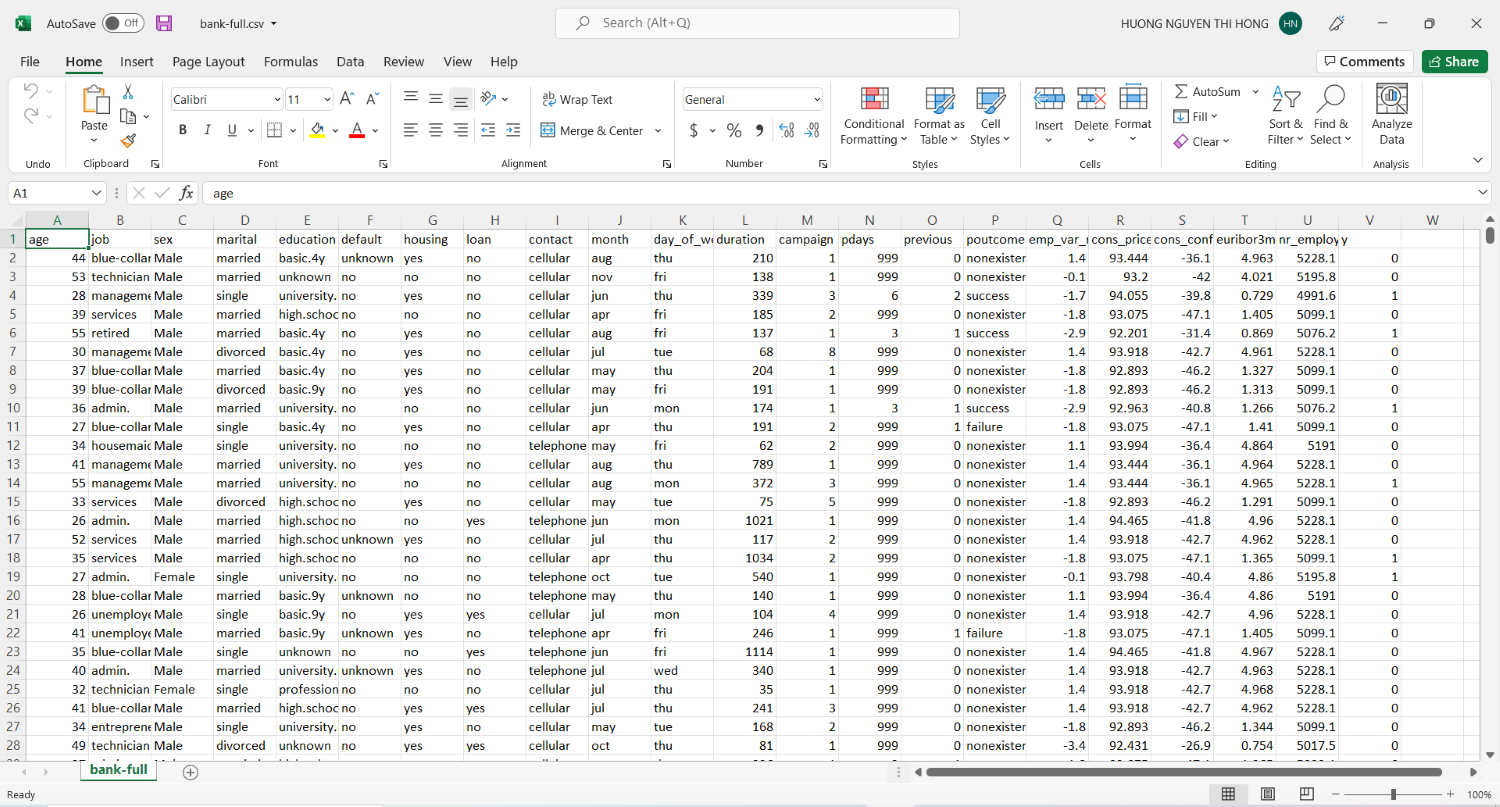 AutoSave Off bank-full.csv Search (Alt+Q) HUONG NGUYEN THI HONG HN
File Home Insert Page Layout Formulas Data Review View Help Comments Share
Calibri 11 Wrap Text General AutoSum
Paste Conditional Formatting Format as Table Cell Styles Insert Delete Format Fill Sort & Filter Find & Select Analyze Data
B I U A Merge & Center $ % Clear
Undo Clipboard Font Alignment Number Styles Cells Editing Analysis
A1 fx age
A B C D E F G H I J K L M N O P Q R S T U V W
1 age job sex marital education default housing loan contact month day_of_we duration campaign pdays previous poutcome emp_var_r cons_price cons_conf euribor3m nr_employ y
2 44 blue-collar Male married basic.4y unknown yes no cellular aug thu 210 1 999 0 nonexister 1.4 93.444 -36.1 4.963 5228.1 0
3 53 technician Male married unknown no no no cellular nov fri 138 1 999 0 nonexister -0.1 93.2 -42 4.021 5195.8 0
4 28 manageme Male single university. no yes no cellular jun thu 339 3 6 2 success -1.7 94.055 -39.8 0.729 4991.6 1
5 39 services Male married high.schoc no no no cellular apr fri 185 2 999 0 nonexister -1.8 93.075 -47.1 1.405 5099.1 0
6 55 retired Male married basic.4y no yes no cellular aug fri 137 1 3 1 success -2.9 92.201 -31.4 0.869 5076.2 1
7 30 manageme Male divorced basic.4y no yes no cellular jul tue 68 8 999 0 nonexister 1.4 93.918 -42.7 4.961 5228.1 0
8 37 blue-collar Male married basic.4y no yes no cellular may thu 204 1 999 0 nonexister -1.8 92.893 -46.2 1.327 5099.1 0
9 39 blue-collar Male divorced basic.9y no yes no cellular may fri 191 1 999 0 nonexister -1.8 92.893 -46.2 1.313 5099.1 0
10 36 admin. Male married university. no no no cellular jun mon 174 1 3 1 success -2.9 92.963 -40.8 1.266 5076.2 1
11 27 blue-collar Male single basic.4y no yes no cellular apr thu 191 2 999 1 failure -1.8 93.075 -47.1 1.41 5099.1 0
12 34 housemaid Male single university. no no no telephone may fri 62 2 999 0 nonexister 1.1 93.994 -36.4 4.864 5191 0
13 41 manageme Male married university. no yes no cellular aug thu 789 1 999 0 nonexister 1.4 93.444 -36.1 4.964 5228.1 0
14 55 manageme Male married university. no no no cellular aug mon 372 3 999 0 nonexister 1.4 93.444 -36.1 4.965 5228.1 1
15 33 services Male divorced high.schoc no yes no cellular may tue 75 5 999 0 nonexister -1.8 92.893 -46.2 1.291 5099.1 0
16 26 admin. Male married high.schoc no no yes telephone jun mon 1021 1 999 0 nonexister 1.4 94.465 -41.8 4.96 5228.1 0
17 52 services Male married high.schoc unknown yes no cellular jul thu 117 2 999 0 nonexister 1.4 93.918 -42.7 4.962 5228.1 0
18 35 services Male married high.schoc no no no cellular apr thu 1034 2 999 0 nonexister -1.8 93.075 -47.1 1.365 5099.1 1
19 27 admin. Female single university. no no no telephone oct tue 540 1 999 0 nonexister -0.1 93.798 -40.4 4.86 5195.8 1
20 28 blue-collar Male married basic.9y unknown no no telephone may thu 140 1 999 0 nonexister 1.1 93.994 -36.4 4.86 5191 0
21 26 unemploye Male single basic.9y no yes yes cellular jul mon 104 4 999 0 nonexister 1.4 93.918 -42.7 4.96 5228.1 0
22 41 unemploye Male married basic.9y unknown yes no telephone apr fri 246 1 999 1 failure -1.8 93.075 -47.1 1.405 5099.1 0
23 35 blue-collar Male single unknown no no yes telephone jun fri 1114 1 999 0 nonexister 1.4 94.465 -41.8 4.967 5228.1 0
24 40 admin. Male married university. unknown yes no telephone jul wed 340 1 999 0 nonexister 1.4 93.918 -42.7 4.963 5228.1 0
25 32 technician Female single profession no no no cellular jul thu 35 1 999 0 nonexister 1.4 93.918 -42.7 4.968 5228.1 0
26 41 blue-collar Male married high.schoc no yes yes cellular jul thu 241 3 999 0 nonexister 1.4 93.918 -42.7 4.962 5228.1 0
27 34 entreprene Male single university. no yes no cellular may tue 168 2 999 0 nonexister -1.8 92.893 -46.2 1.344 5099.1 0
28 49 technician Male divorced unknown no yes yes cellular oct thu 81 1 999 0 nonexister -3.4 92.431 -26.9 0.754 5017.5 0
bank-full
Ready 100%